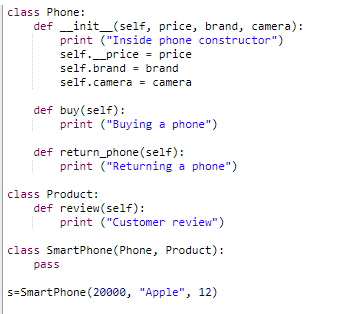 class Phone:
    def __init__(self, price, brand, camera):
        print ("Inside phone constructor")
        self.__price = price
        self.brand = brand
        self.camera = camera

    def buy(self):
        print ("Buying a phone")

    def return_phone(self):
        print ("Returning a phone")

class Product:
    def review(self):
        print ("Customer review")

class SmartPhone(Phone, Product):
    pass

s=SmartPhone(20000, "Apple", 12)